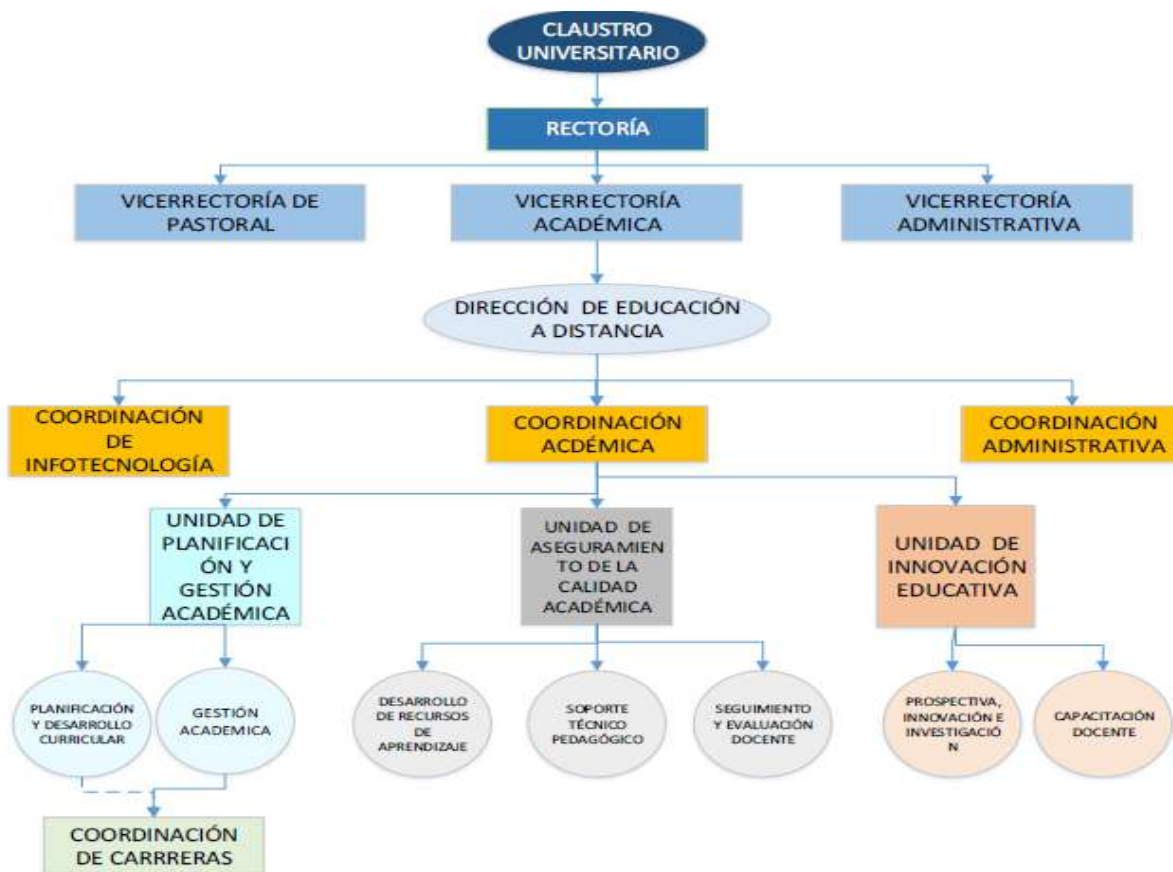 CLAUSTRO
UNIVERSITARIO
RECTORÍA
VICERRECTORÍA DE
PASTORAL
VICERRECTORÍA
ACADÉMICA
VICERRECTORÍA
ADMINISTRATIVA
DIRECCIÓN DE EDUCACIÓN
A DISTANCIA
COORDINACIÓN
DE
INFOTECNOLOGÍA
COORDINACIÓN
ACDÉMICA
COORDINACIÓN
ADMINISTRATIVA
UNIDAD DE
PLANIFICACI
ÓN Y
GESTIÓN
ACADÉMICA
UNIDAD DE
ASEGURAMIEN
TO DE LA
CALIDAD
ACADÉMICA
UNIDAD DE
INNOVACIÓN
EDUCATIVA
PLANIFICACIÓN
Y DESARROLLO
CURRICULAR
GESTIÓN
ACADEMICA
DESARROLLO
DE RECURSOS
DE
APRENDIZAJE
SOPORTE
TÉCNICO
PEDAGÓGICO
SEGUIMIENTO
Y EVALUACIÓN
DOCENTE
PROSPECTIVA,
INNOVACIÓN E
INVESTIGACIÓ
N
CAPACITACIÓN
DOCENTE
COORDINACIÓN
DE CARRRERAS